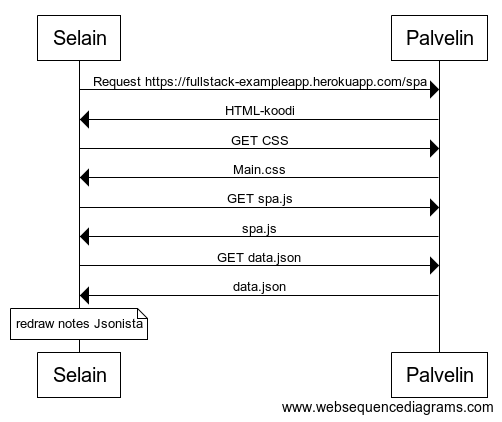 Selain
Palvelin
Request https://fullstack-exampleapp.herokuapp.com/spa
HTML-koodi
GET CSS
Main.css
GET spa.js
spa.js
GET data.json
data.json
redraw notes Jsonista
Selain
Palvelin
www.websequencediagrams.com